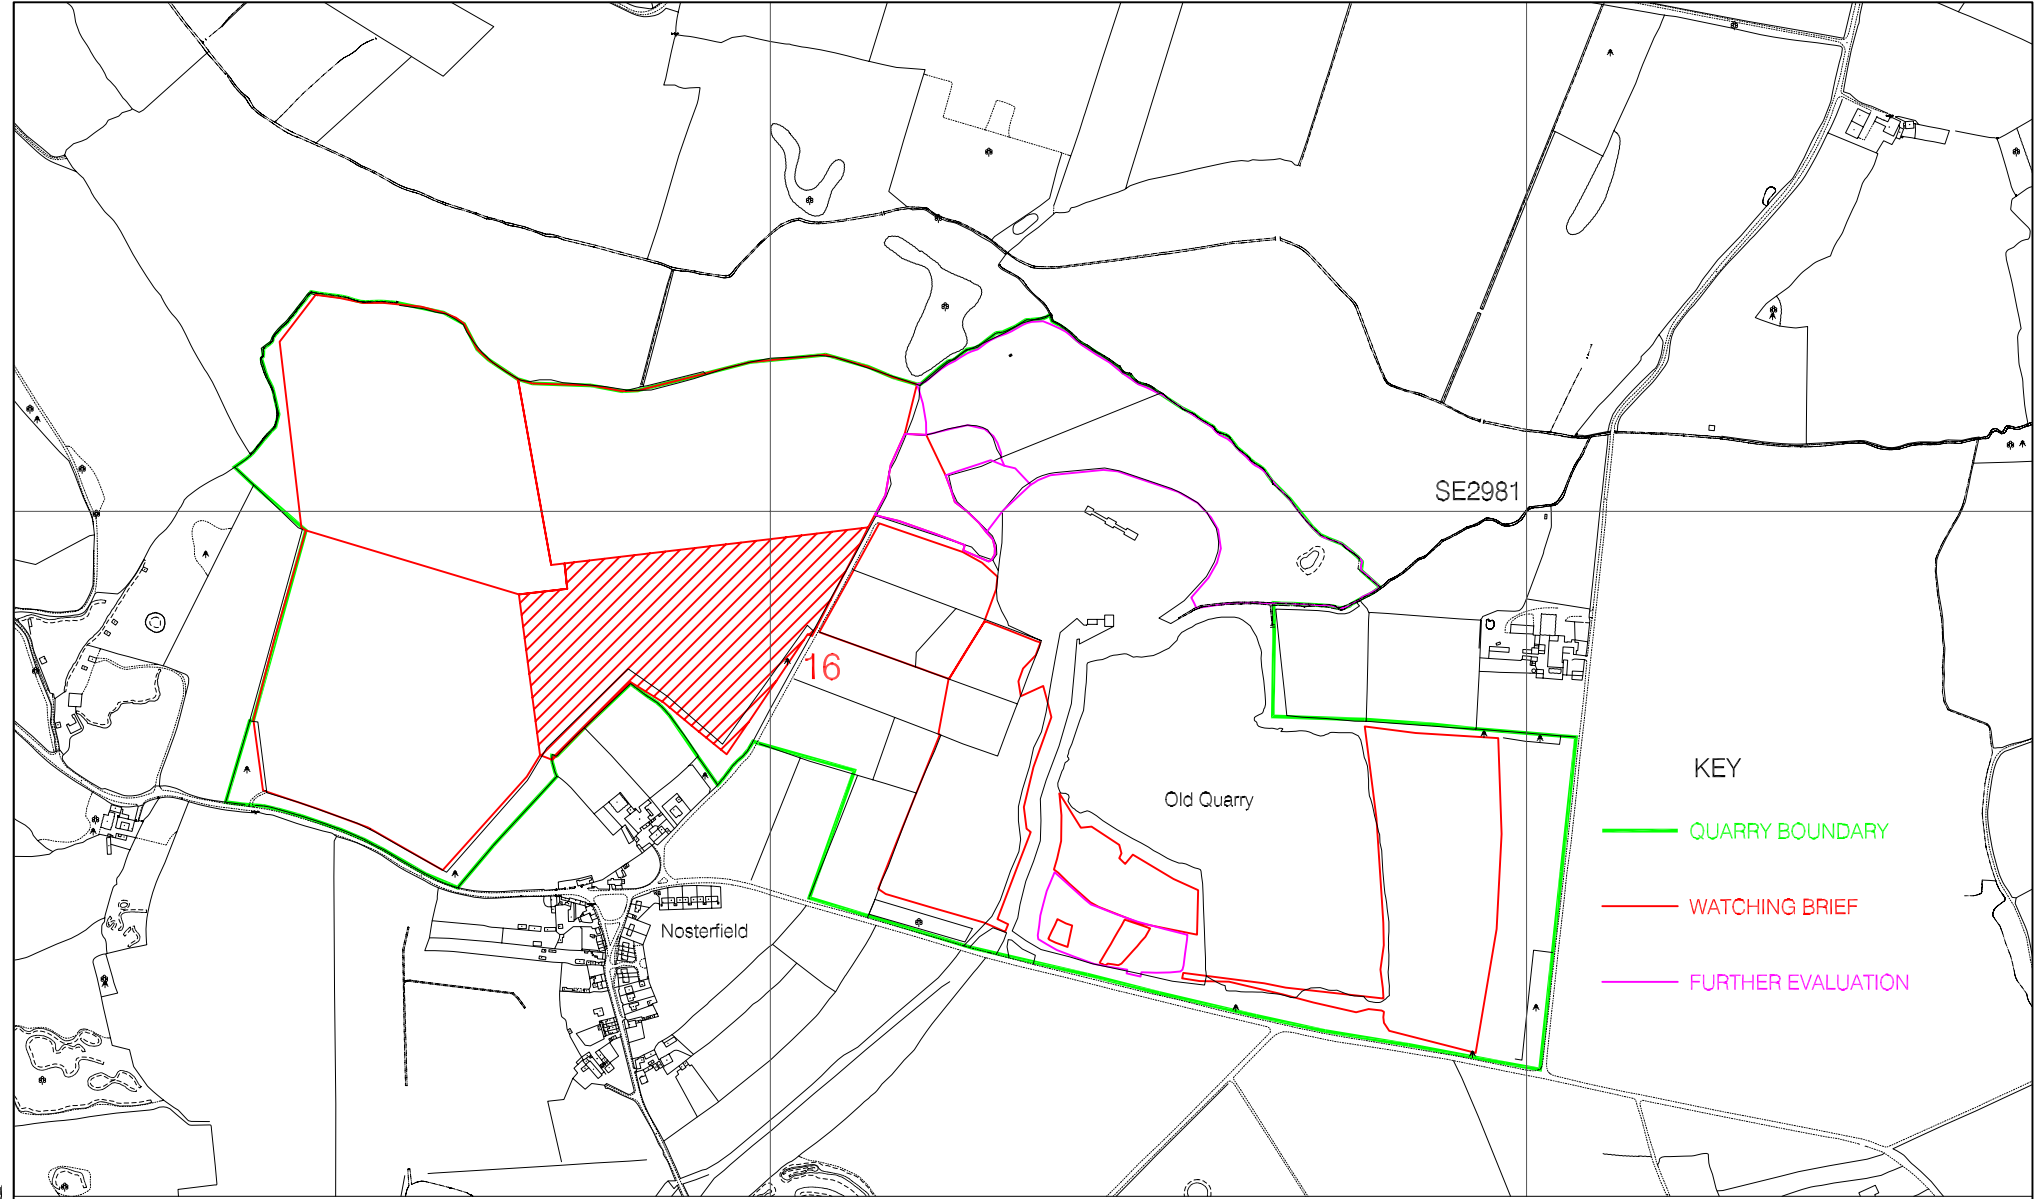 SE2981
16
KEY
Old Quarry
QUARRY BOUNDARY
WATCHING BRIEF
Nosterfield
FURTHER EVALUATION